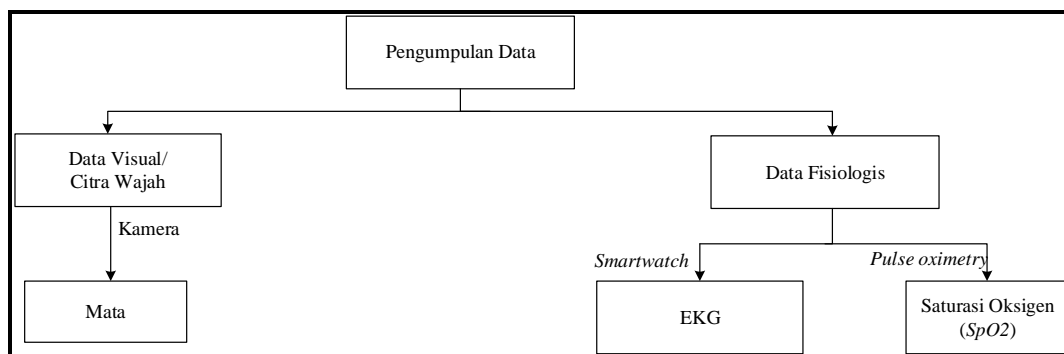 Pengumpulan Data
Data Visual/
Citra Wajah
Data Fisiologis
Kamera
Smartwatch
Pulse oximetry
Mata
EKG
Saturasi Oksigen
(SpO2)